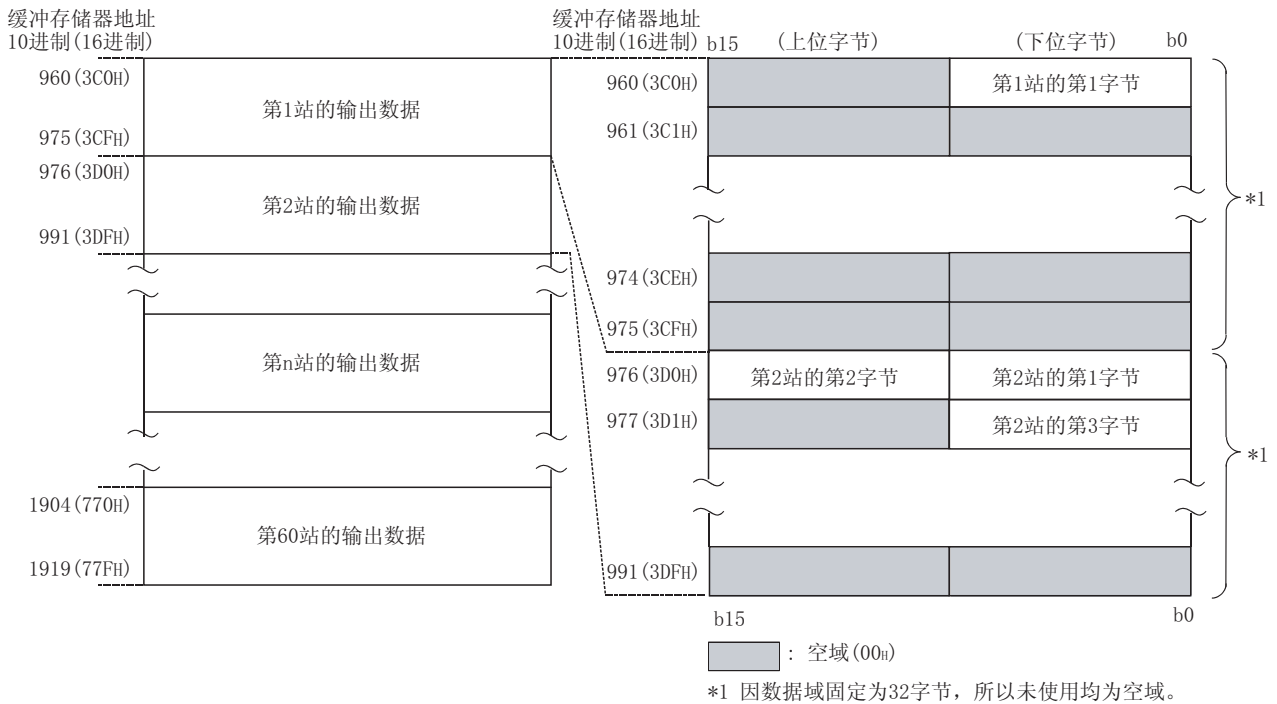 缓冲存储器地址
10进制(16进制)
960(3C0H)
第1站的输出数据
975(3CFH)
976(3D0H)
第2站的输出数据
991(3DFH)
第n站的输出数据
1904(770H)
第60站的输出数据
1919(77FH)
缓冲存储器地址
10进制(16进制) b15 (上位字节) (下位字节) b0
960(3C0H) 第1站的第1字节
961(3C1H)
*1
974(3CEH)
975(3CFH)
976(3D0H) 第2站的第2字节 第2站的第1字节
977(3D1H) 第2站的第3字节
*1
991(3DFH)
b15 b0
: 空域(00H)
*1 因数据域固定为32字节，所以未使用均为空域。